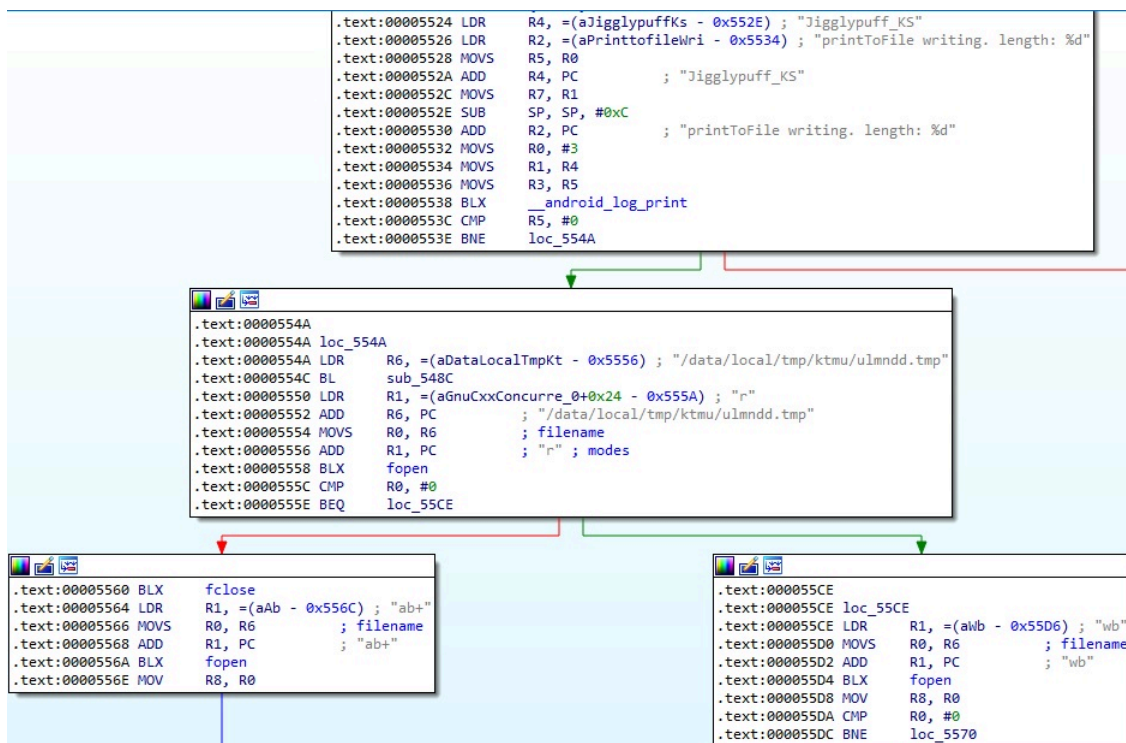 .text:00005524 LDR R4, =(aJigglypuffKs - 0x552E) ; "Jigglypuff_KS"
.text:00005526 LDR R2, =(aPrinttofileWri - 0x5534) ; "printToFile writing. length: %d"
.text:00005528 MOVS R5, R0
.text:0000552A ADD R4, PC ; "Jigglypuff_KS"
.text:0000552C MOVS R7, R1
.text:0000552E SUB SP, SP, #0xC
.text:00005530 ADD R2, PC ; "printToFile writing. length: %d"
.text:00005532 MOVS R0, #3
.text:00005534 MOVS R1, R4
.text:00005536 MOVS R3, R5
.text:00005538 BLX __android_log_print
.text:0000553C CMP R5, #0
.text:0000553E BNE loc_554A
.text:0000554A
.text:0000554A loc_554A
.text:0000554A LDR R6, =(aDataLocalTmpKt - 0x5556) ; "/data/local/tmp/ktmu/ulmndd.tmp"
.text:0000554C BL sub_548C
.text:00005550 LDR R1, =(aGnuCxxConcurre_0+0x24 - 0x555A) ; "r"
.text:00005552 ADD R6, PC ; "/data/local/tmp/ktmu/ulmndd.tmp"
.text:00005554 MOVS R0, R6 ; filename
.text:00005556 ADD R1, PC ; "r" ; modes
.text:00005558 BLX fopen
.text:0000555C CMP R0, #0
.text:0000555E BEQ loc_55CE
.text:00005560 BLX fclose
.text:00005564 LDR R1, =(aAb - 0x556C) ; "ab+"
.text:00005566 MOVS R0, R6 ; filename
.text:00005568 ADD R1, PC ; "ab+"
.text:0000556A BLX fopen
.text:0000556E MOV R8, R0
.text:000055CE
.text:000055CE loc_55CE
.text:000055CE LDR R1, =(aWb - 0x55D6) ; "wb"
.text:000055D0 MOVS R0, R6 ; filename
.text:000055D2 ADD R1, PC ; "wb"
.text:000055D4 BLX fopen
.text:000055D8 MOV R8, R0
.text:000055DA CMP R0, #0
.text:000055DC BNE loc_5570